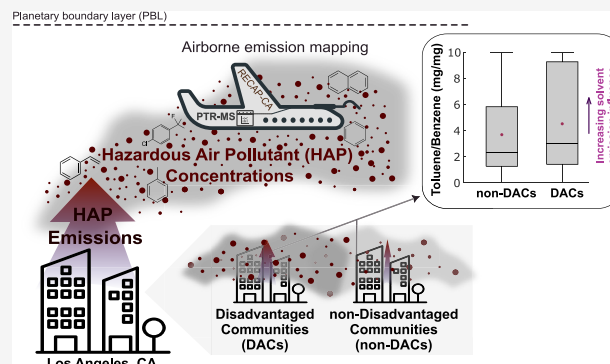 Planetary boundary layer (PBL)
Airborne emission mapping
RECAP-CA
PTR-MS
Cl
Hazardous Air Pollutant (HAP)
Concentrations
HAP
Emissions
Los Angeles, CA
Disadvantaged
Communities
(DACs)
non-Disadvantaged
Communities
(non-DACs)
Toluene/Benzene (mg/mg)
10
8
6
4
2
0
non-DACs DACs
Increasing solvent